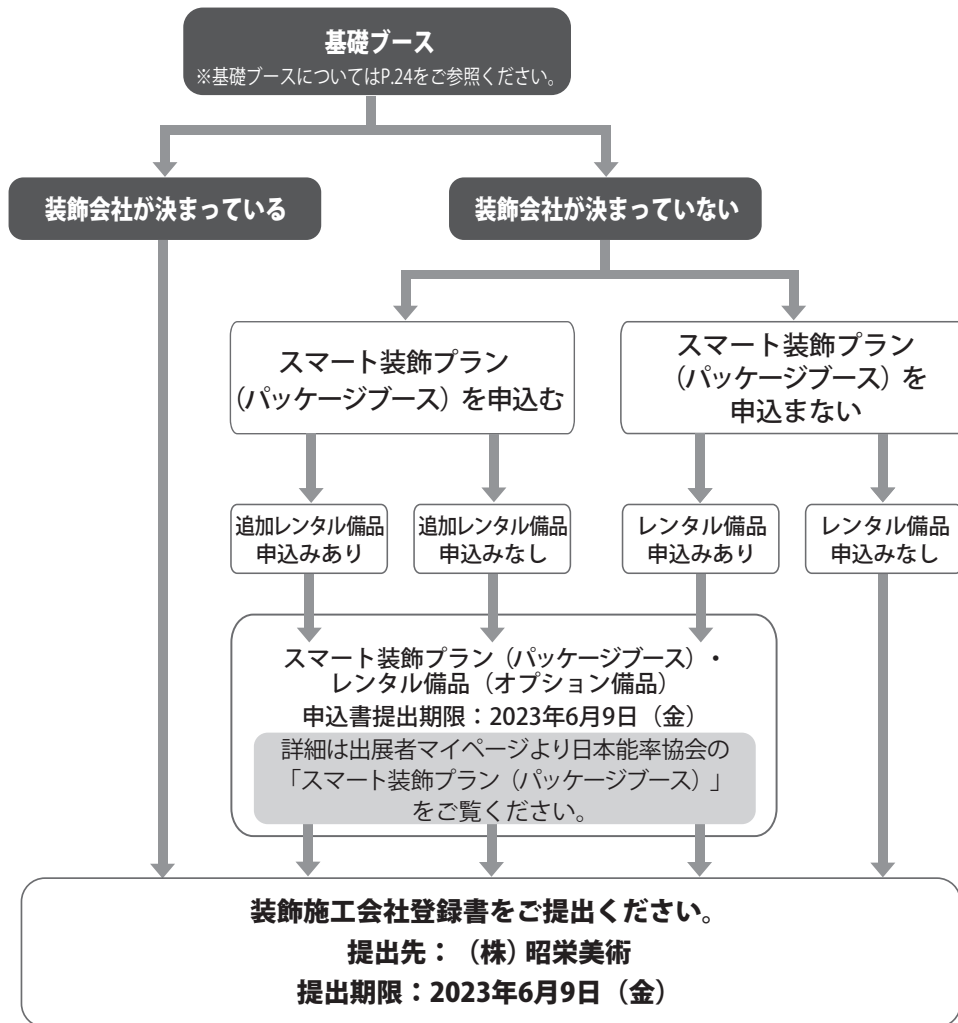 基礎ブース
※基礎ブースについてはP.24をご参照ください。
装飾会社が決まっている
装飾会社が決まっていない
スマート装飾プラン
（パッケージブース）を申込む
スマート装飾プラン
（パッケージブース）を
申込まない
追加レンタル備品
申込みあり
追加レンタル備品
申込みなし
レンタル備品
申込みあり
レンタル備品
申込みなし
スマート装飾プラン（パッケージブース）・
レンタル備品（オプション備品）
申込書提出期限：2023年6月9日（金）
詳細は出展者マイページより日本能率協会の
「スマート装飾プラン（パッケージブース）」
をご覧ください。
装飾施工会社登録書をご提出ください。
提出先：（株）昭栄美術
提出期限：2023年6月9日（金）